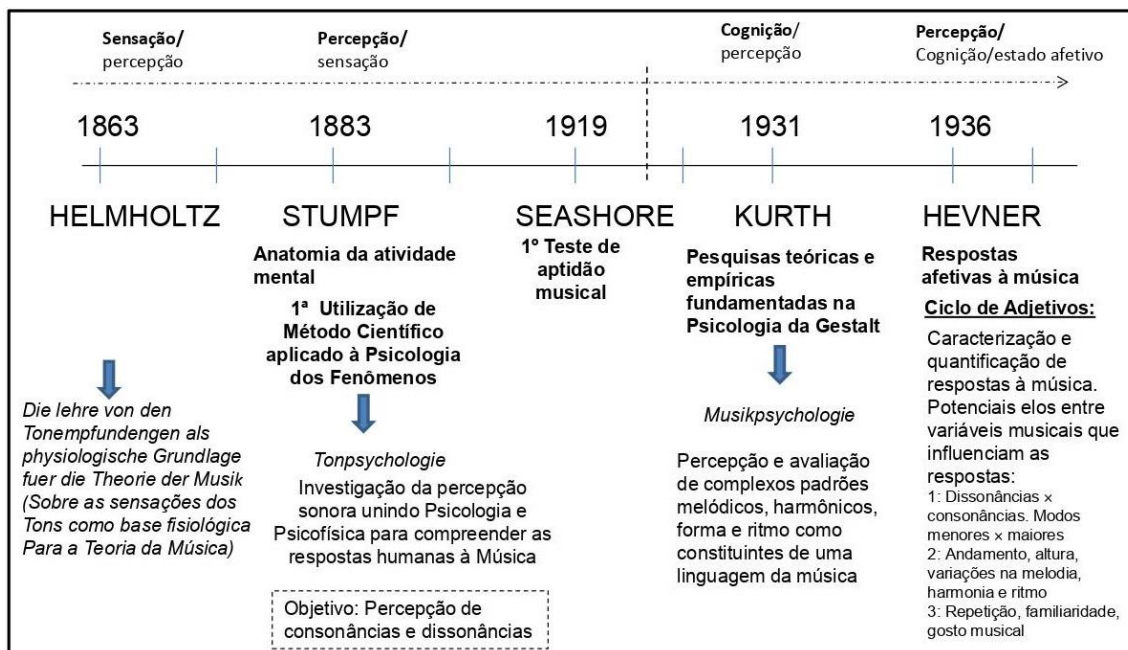 Sensação/
percepção
Percepção/
sensação
Cognição/
percepção
Percepção/
Cognição/estado afetivo
1863
1883
1919
1931
1936
HELMHOLTZ
STUMPF
SEASHORE
KURTH
HEVNER
Die lehre von den
Tonempfundengen als
physiologische Grundlage
fuer die Theorie der Musik
(Sobre as sensações dos
Tons como base fisiológica
Para a Teoria da Música)
Anatomia da atividade
mental
1ª Utilização de
Método Científico
aplicado à Psicologia
dos Fenômenos
Tonpsychologie
Investigação da percepção
sonora unindo Psicologia e
Psicofísica para compreender as
respostas humanas à Música
Objetivo: Percepção de
consonâncias e dissonâncias
1º Teste de
aptidão
musical
Pesquisas teóricas e
empíricas
fundamentadas na
Psicologia da Gestalt
Musikpsychologie
Percepção e avaliação
de complexos padrões
melódicos, harmônicos,
forma e ritmo como
constituintes de uma
linguagem da música
Respostas
afetivas à música
Ciclo de Adjetivos:
Caracterização e
quantificação de
respostas à música.
Potenciais elos entre
variáveis musicais que
influenciam as
respostas:
1: Dissonâncias ×
consonâncias. Modos
menores × maiores
2: Andamento, altura,
variações na melodia,
harmonia e ritmo
3: Repetição, familiaridade,
gosto musical